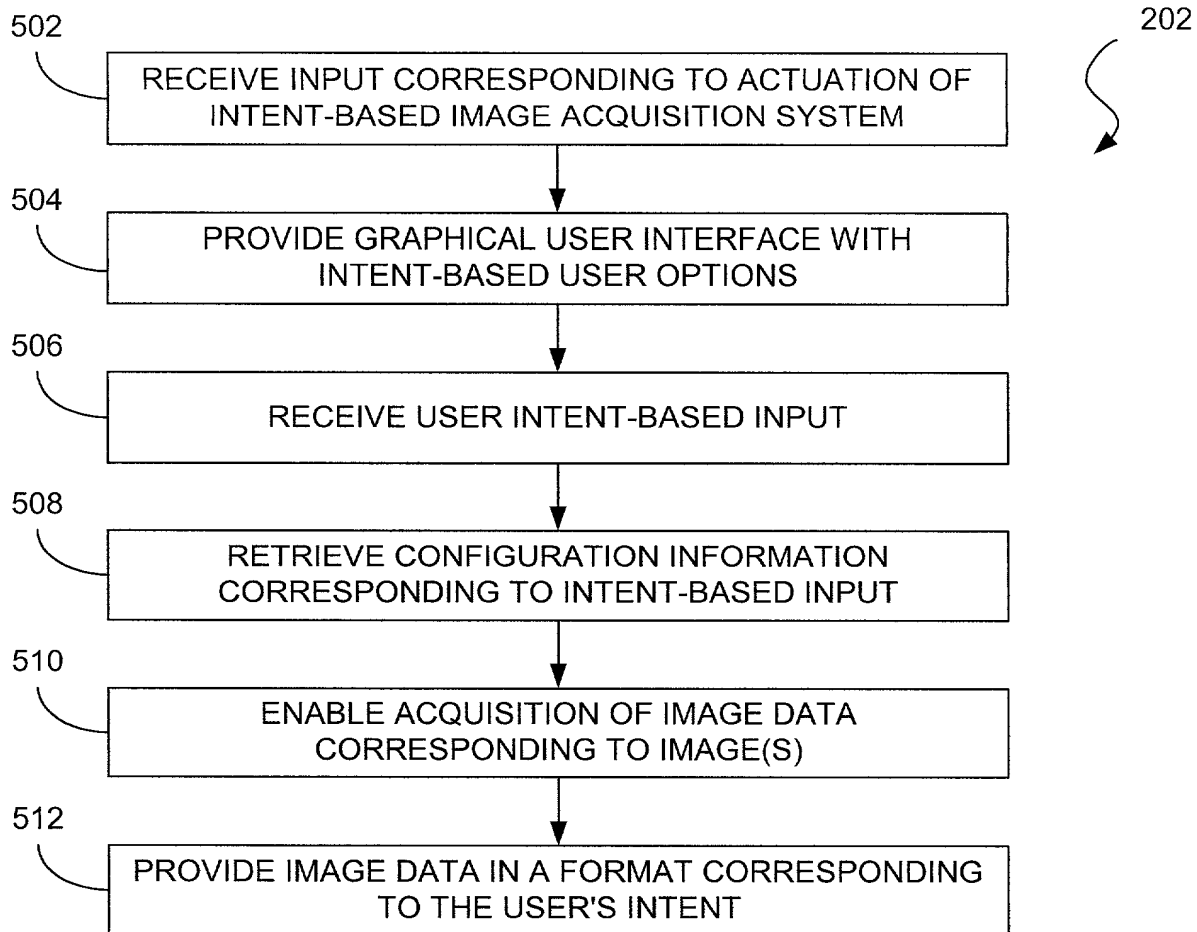 202
502
RECEIVE INPUT CORRESPONDING TO ACTUATION OF
INTENT-BASED IMAGE ACQUISITION SYSTEM
504
PROVIDE GRAPHICAL USER INTERFACE WITH
INTENT-BASED USER OPTIONS
506
RECEIVE USER INTENT-BASED INPUT
508
RETRIEVE CONFIGURATION INFORMATION
CORRESPONDING TO INTENT-BASED INPUT
510
ENABLE ACQUISITION OF IMAGE DATA
CORRESPONDING TO IMAGE(S)
512
PROVIDE IMAGE DATA IN A FORMAT CORRESPONDING
TO THE USER'S INTENT